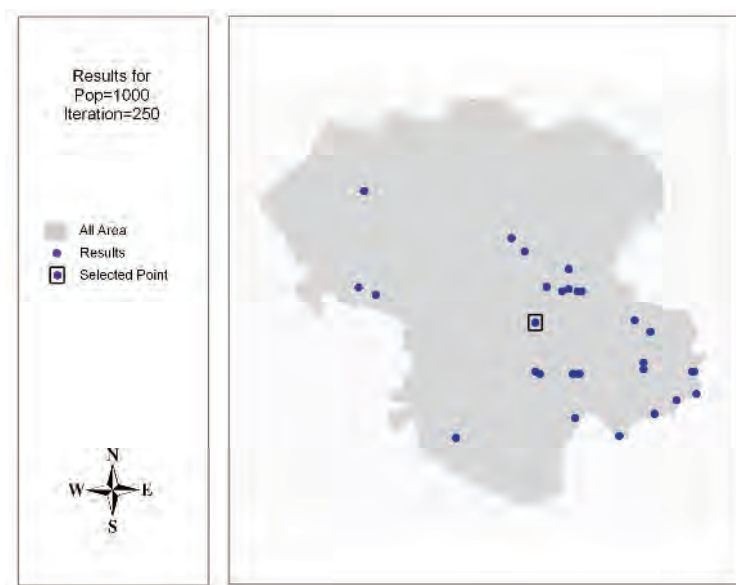 Results for
Pop=1000
Iteration=250
All Area
Results
Selected Point
N
W E
S